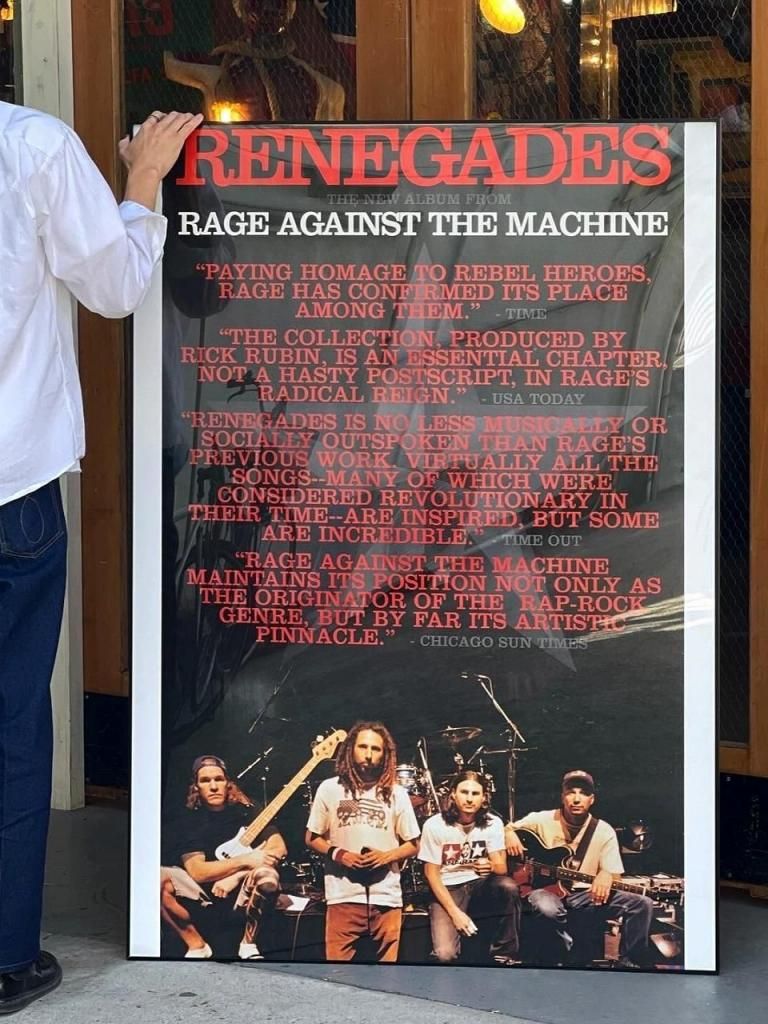 RENEGADES
THE NEW ALBUM FROM
RAGE AGAINST THE MACHINE
“PAYING HOMAGE TO REBEL HEROES,
RAGE HAS CONFIRMED ITS PLACE
AMONG THEM.” - TIME
“THE COLLECTION, PRODUCED BY
RICK RUBIN, IS AN ESSENTIAL CHAPTER,
NOT A HASTY POSTSCRIPT, IN RAGE’S
RADICAL REIGN.” - USA TODAY
“RENEGADES IS NO LESS MUSICALLY OR
SOCIALLY OUTSPOKEN THAN RAGE’S
PREVIOUS WORK. VIRTUALLY ALL THE
SONGS--MANY OF WHICH WERE
CONSIDERED REVOLUTIONARY IN
THEIR TIME--ARE INSPIRED, BUT SOME
ARE INCREDIBLE.” - TIME OUT
“RAGE AGAINST THE MACHINE
MAINTAINS ITS POSITION NOT ONLY AS
THE ORIGINATOR OF THE RAP-ROCK
GENRE, BUT BY FAR ITS ARTISTIC
PINNACLE.” - CHICAGO SUN TIMES